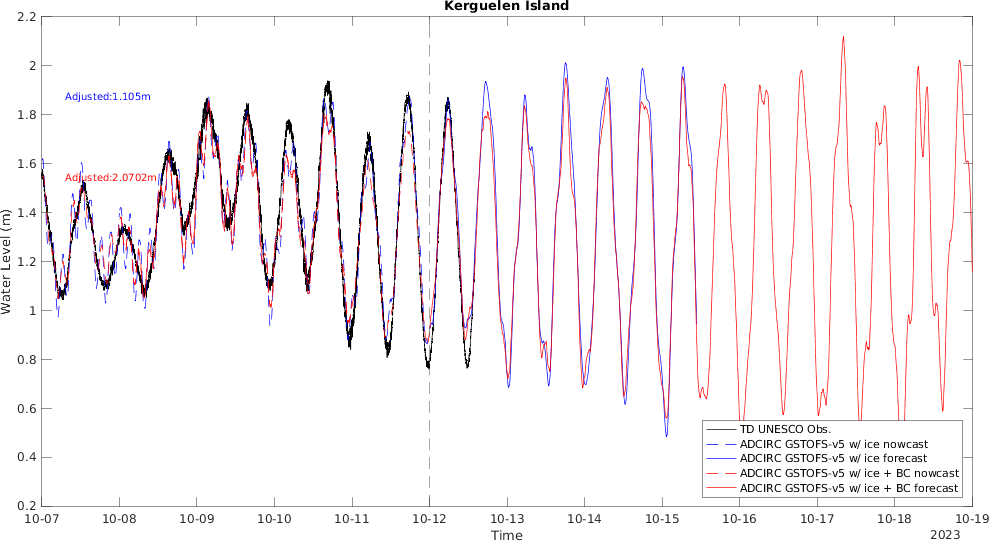 Kerguelen Island
2.2
2
1.8
1.6
1.4
1.2
1
0.8
0.6
0.4
0.2
Water Level (m)
Adjusted:1.105m
Adjusted:2.0702m
TD UNESCO Obs.
ADCIRC GSTOFS-v5 w/ ice nowcast
ADCIRC GSTOFS-v5 w/ ice forecast
ADCIRC GSTOFS-v5 w/ ice + BC nowcast
ADCIRC GSTOFS-v5 w/ ice + BC forecast
10-07 10-08 10-09 10-10 10-11 10-12 10-13 10-14 10-15 10-16 10-17 10-18 10-19
Time
2023